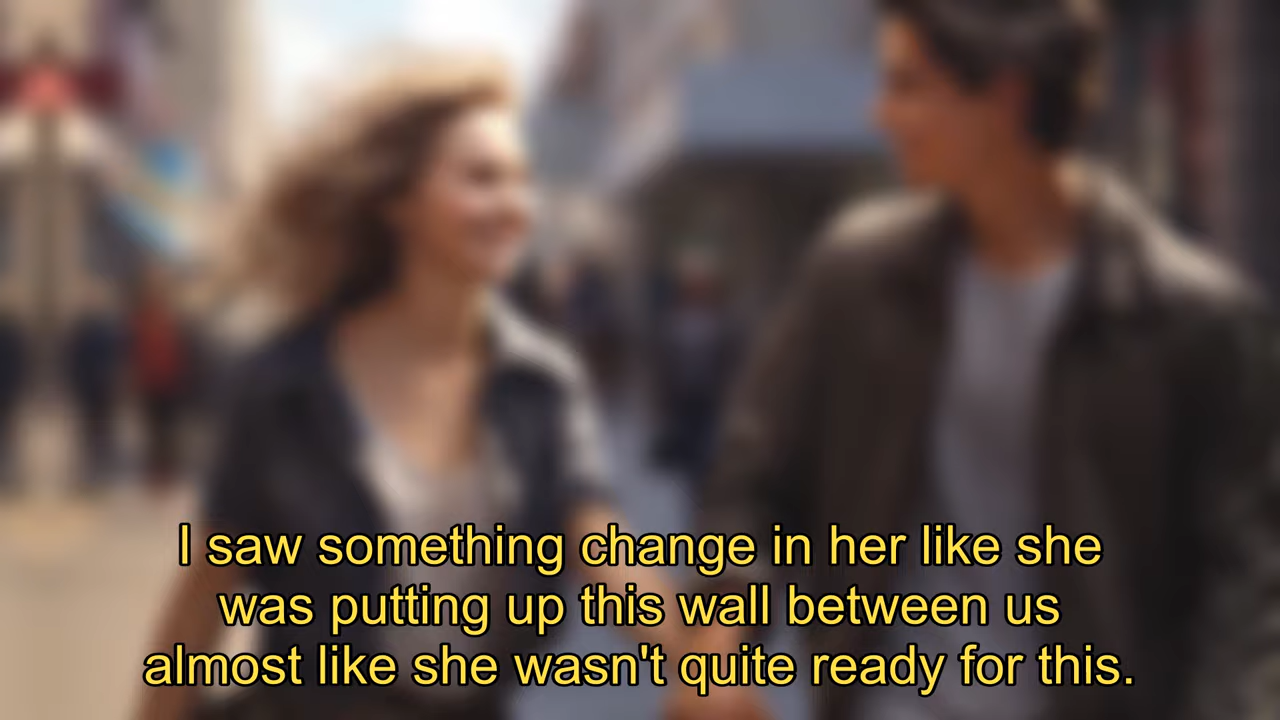 I saw something change in her like she
was putting up this wall between us
almost like she wasn't quite ready for this.